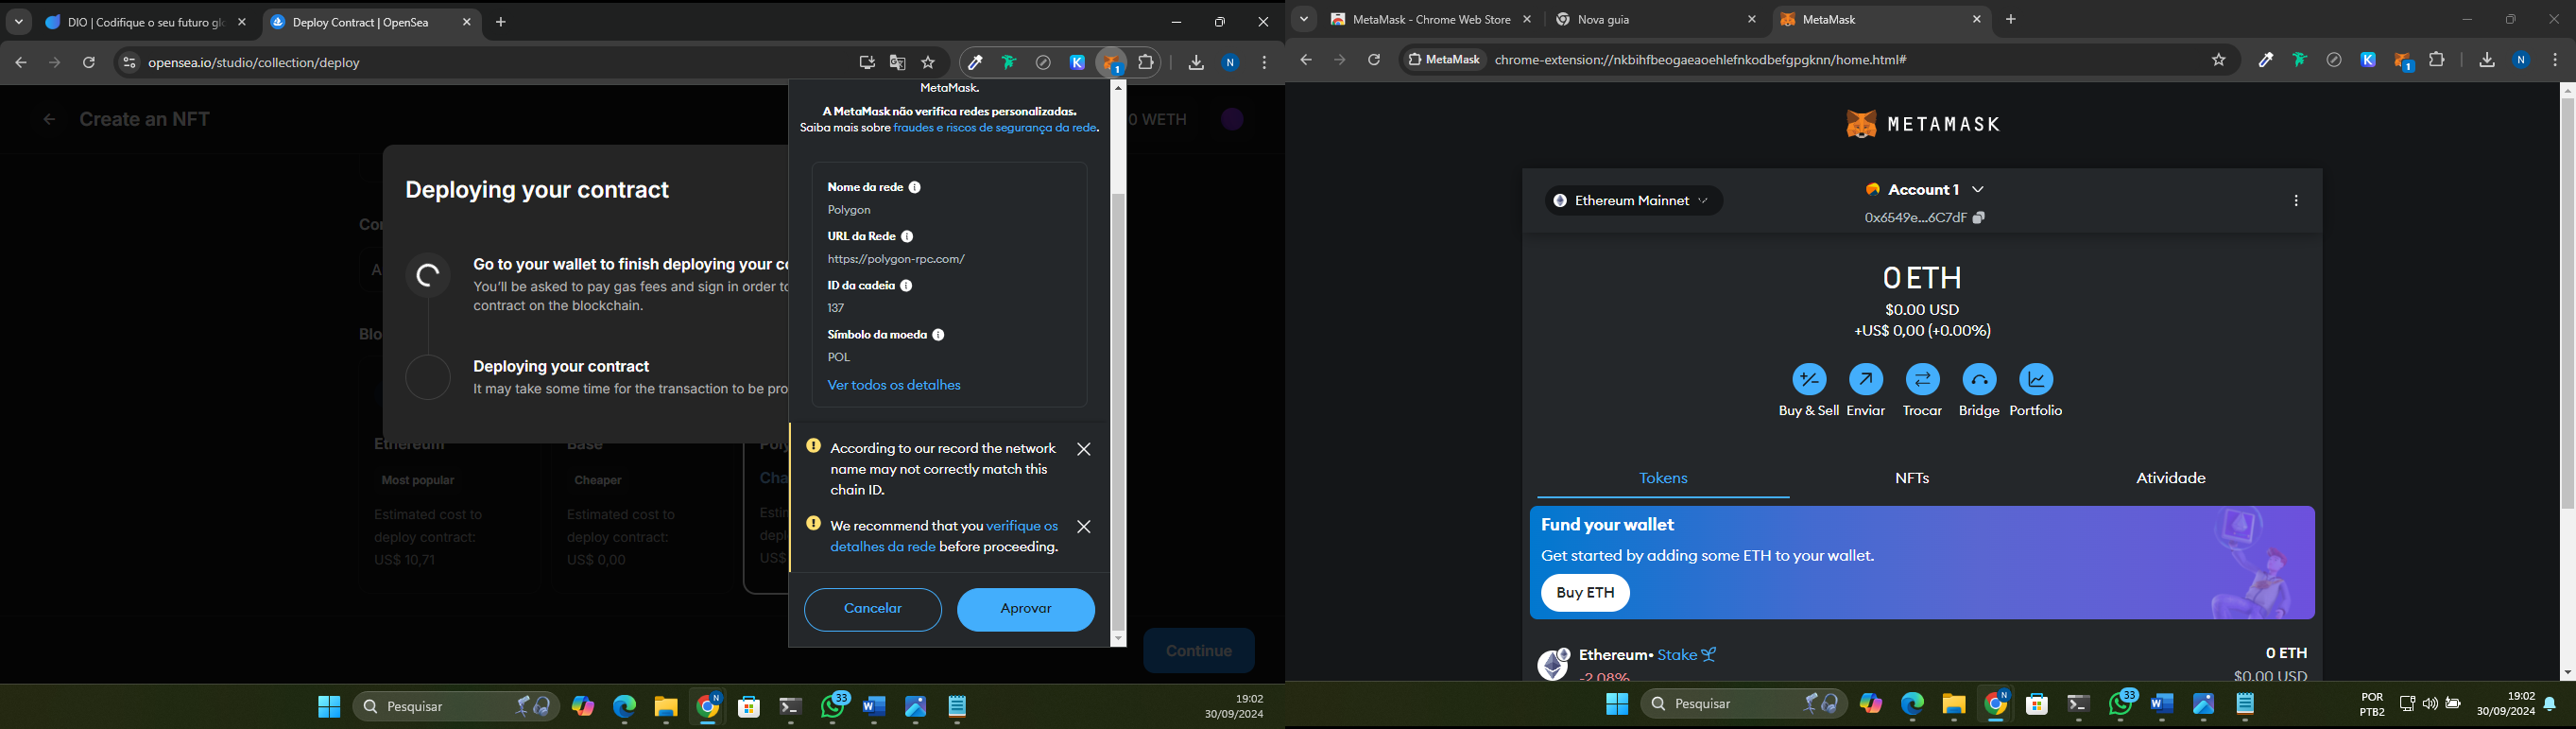 DIO | Codifique o seu futuro glo
Deploy Contract | OpenSea
opensea.io/studio/collection/deploy
1
N
Create an NFT
0 WETH
Deploying your contract
Go to your wallet to finish deploying your co
You'll be asked to pay gas fees and sign in order to
contract on the blockchain.
Deploying your contract
It may take some time for the transaction to be pro
Ethereum
Most popular
Estimated cost to
deploy contract:
US$ 10,71
Base
Cheaper
Estimated cost to
deploy contract:
US$ 0,00
Continue
MetaMask.
A MetaMask não verifica redes personalizadas.
Saiba mais sobre fraudes e riscos de segurança da rede.
Nome da rede
Polygon
URL da Rede
https://polygon-rpc.com/
ID da cadeia
137
Símbolo da moeda
POL
Ver todos os detalhes
According to our record the network
name may not correctly match this
chain ID.
We recommend that you verifique os
detalhes da rede before proceeding.
Cancelar
Aprovar
Pesquisar
33
19:02
30/09/2024
MetaMask - Chrome Web Store
Nova guia
MetaMask
MetaMask
chrome-extension://nkbihfbeogaeaoehlefnkodbefgpgknn/home.html#
1
N
METAMASK
Ethereum Mainnet
Account 1
0x6549e...6C7dF
0 ETH
$0.00 USD
+US$ 0,00 (+0.00%)
Buy & Sell
Enviar
Trocar
Bridge
Portfolio
Tokens
NFTs
Atividade
Fund your wallet
Get started by adding some ETH to your wallet.
Buy ETH
Ethereum • Stake
-2.08%
0 ETH
$0.00 USD
Pesquisar
33
POR
PTB2
19:02
30/09/2024